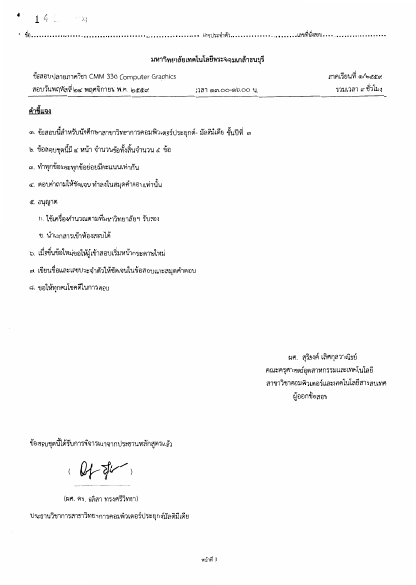 ชื่อ........ เลขประจำตัว........ เลขที่นั่งสอบ........
มหาวิทยาลัยเทคโนโลยีพระจอมเกล้าธนบุรี
ข้อสอบปลายภาควิชา CMM 330 Computer Graphics ภาคเรียนที่ ๑/๒๕๕๙
สอบวันพฤหัสที่ ๒๔ พฤศจิกายน พ.ศ. ๒๕๕๙ เวลา ๑๓.๐๐-๑๖.๐๐ น. รวมเวลา ๓ ชั่วโมง
คำชี้แจง
๑. ข้อสอบนี้สำหรับนักศึกษาสาขาวิชาการคอมพิวเตอร์ประยุกต์- มัลติมีเดีย ชั้นปีที่ ๓
๒. ข้อสอบชุดนี้มี ๔ หน้า จำนวนข้อทั้งสิ้นจำนวน ๕ ข้อ
๓. ทำทุกข้อและทุกข้อย่อยมีคะแนนเท่ากัน
๔. ตอบคำถามให้ชัดเจน ทำลงในสมุดคำตอบเท่านั้น
๕. อนุญาต
ก. ใช้เครื่องคำนวณตามที่มหาวิทยาลัยฯ รับรอง
ข. นำเอกสารเข้าห้องสอบได้
๖. เมื่อขึ้นข้อใหม่ขอให้ผู้เข้าสอบเริ่มหน้ากระดาษใหม่
๗. เขียนชื่อและเลขประจำตัวให้ชัดเจนในข้อสอบและสมุดคำตอบ
๘. ขอให้ทุกคนโชคดีในการตอบ
ผศ. สุริยงค์ เลิศกุลวาณิชย์
คณะครุศาสตร์อุตสาหกรรมและเทคโนโลยี
สาขาวิชาคอมพิวเตอร์และเทคโนโลยีสารสนเทศ
ผู้ออกข้อสอบ
ข้อสอบชุดนี้ได้รับการพิจารณาจากประธานหลักสูตรแล้ว
(ผศ. ดร. ดลิสา ทรงศรีวิทยา)
ประธานวิชาการสาขาวิชาการคอมพิวเตอร์ประยุกต์มัลติมีเดีย
หน้าที่ 1